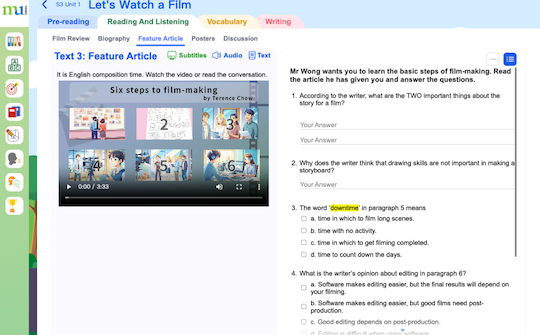 mul
S3 Unit 1 Let's Watch a Film
Pre-reading Reading And Listening Vocabulary Writing
Film Review Biography Feature Article Posters Discussion
Text 3: Feature Article Subtitles Audio Text
It is English composition time. Watch the video or read the conversation.
Six steps to film-making
by Terence Chow
2 3
4 5 6
0:00 / 3:33
Mr Wong wants you to learn the basic steps of film-making. Read
the article he has given you and answer the questions.
1. According to the writer, what are the TWO important things about the
story for a film?
Your Answer
Your Answer
2. Why does the writer think that drawing skills are not important in making a
storyboard?
Your Answer
3. The word 'downtime' in paragraph 5 means
a. time in which to film long scenes.
b. time with no activity.
c. time in which to get filming completed.
d. time to count down the days.
4. What is the writer's opinion about editing in paragraph 6?
a. Software makes editing easier, but the final results will depend on
your filming.
b. Software makes editing easier, but good films need post-
production.
c. Good editing depends on post-production.
d. Editing is difficult when using software.